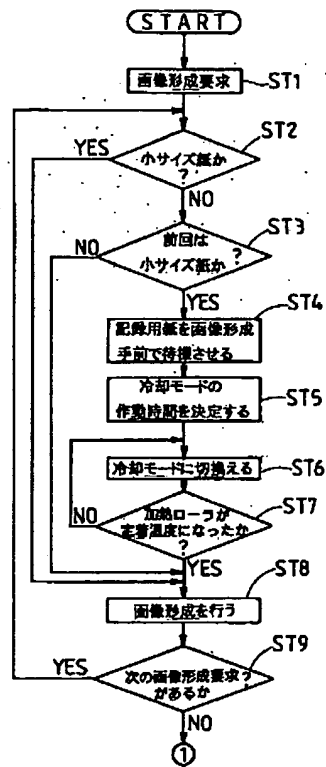 START
画像形成要求
ST1
ST2
YES
小サイズ紙か
?
NO
ST3
NO
前回は
小サイズ紙か
?
YES
ST4
記録用紙を画像形成
手前で待機させる
冷却モードの
作動時間を決定する
ST5
冷却モードに切換える
ST6
ST7
加熱ローラが
定着温度になったか
?
NO
YES
ST8
画像形成を行う
ST9
YES
次の画像形成要求
があるか
?
NO
1